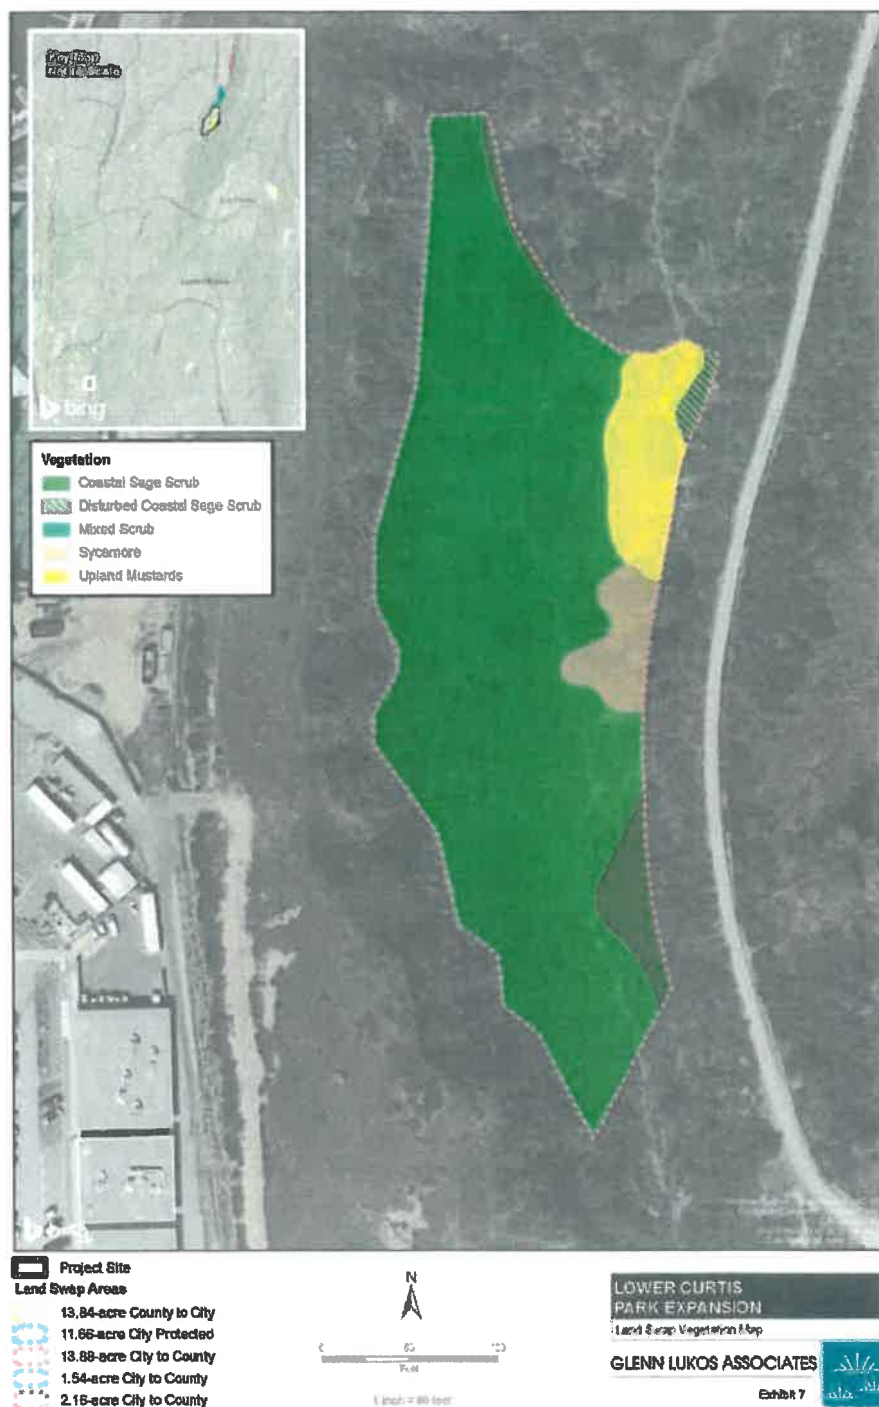 Key Map
Not to Scale
bing
Vegetation
Coastal Sage Scrub
Disturbed Coastal Sage Scrub
Mixed Scrub
Sycamore
Upland Mustards
bing
Project Site
Land Swap Areas
13.84-acre County to City
11.66-acre City Protected
13.88-acre City to County
1.54-acre City to County
2.16-acre City to County
N
0
Feet
1 inch = 60 feet
LOWER CURTIS
PARK EXPANSION
Land Swap Vegetation Map
GLENN LUKOS ASSOCIATES
Exhibit 7